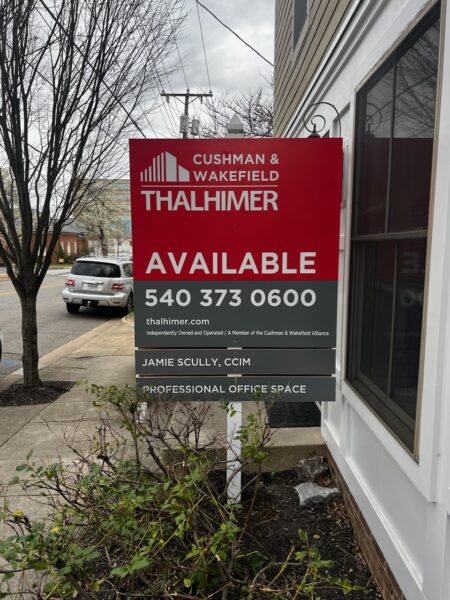 CUSHMAN &
WAKEFIELD
THALHIMER
AVAILABLE
540 373 0600
thalhimer.com
Independently Owned and Operated / A Member of the Cushman & Wakefield Alliance
JAMIE SCULLY, CCIM
PROFESSIONAL OFFICE SPACE